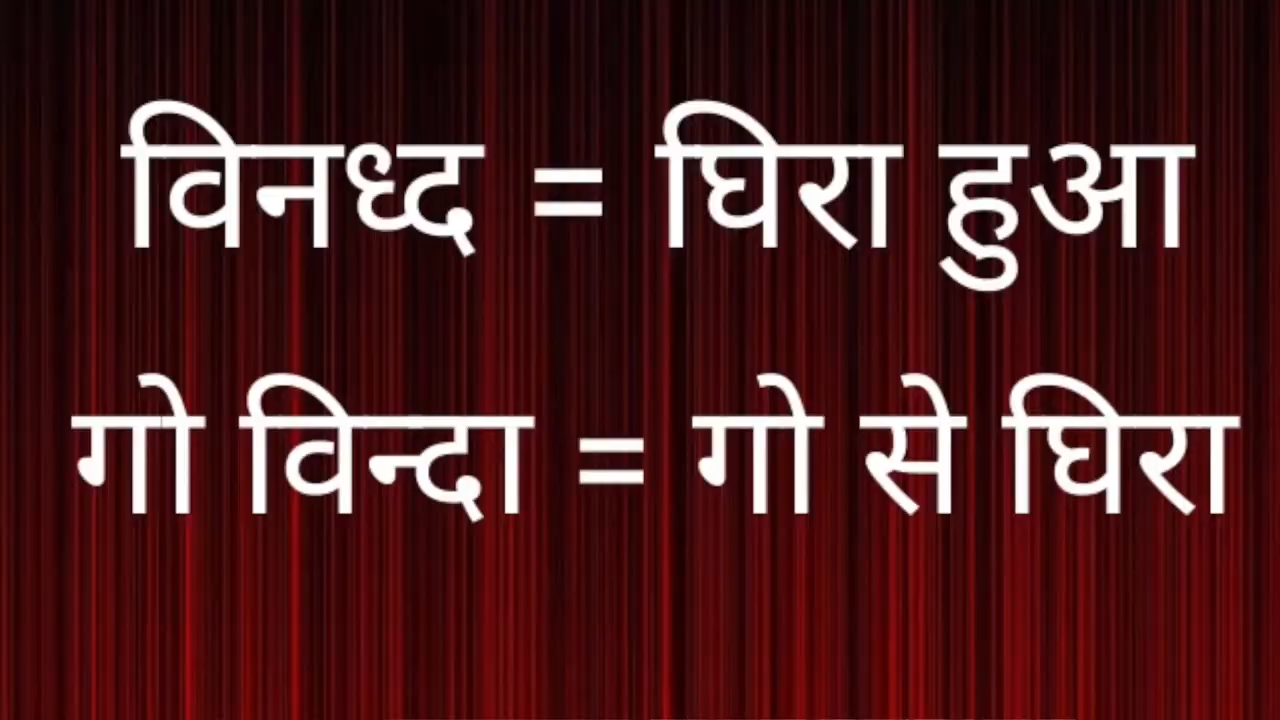 विनध्द = घिरा हुआ
गो विन्दा = गो से घिरा